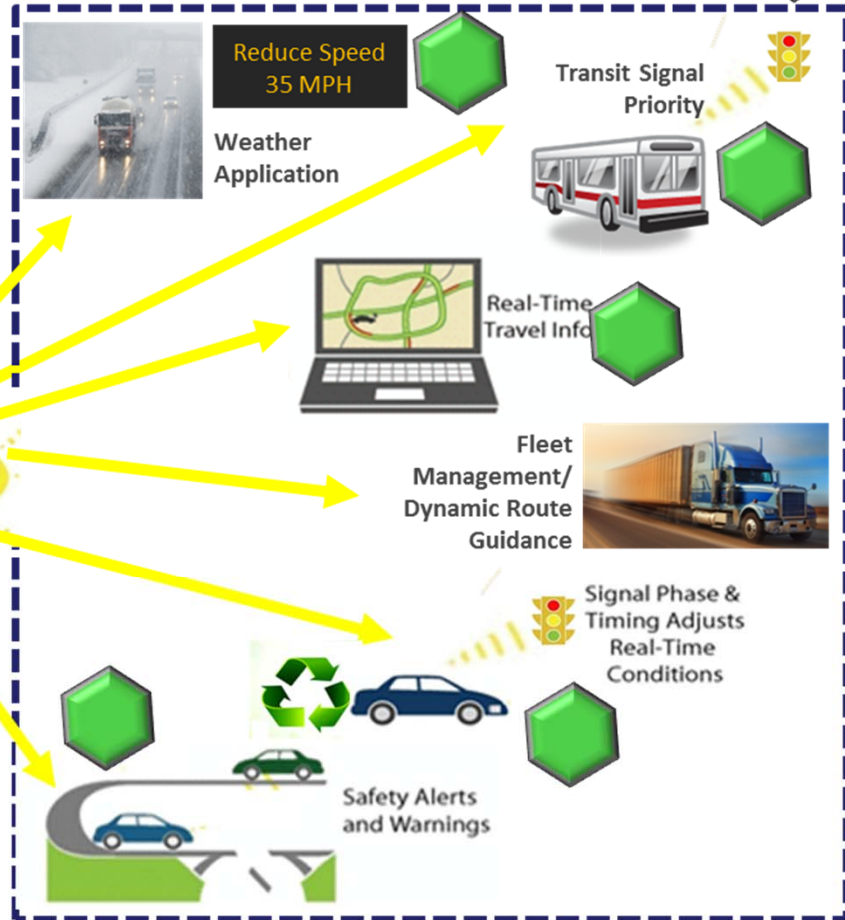 Reduce Speed
35 MPH
Weather
Application
Transit Signal
Priority
Real-Time
Travel Info
Fleet
Management/
Dynamic Route
Guidance
Signal Phase &
Timing Adjusts
Real-Time
Conditions
Safety Alerts
and Warnings